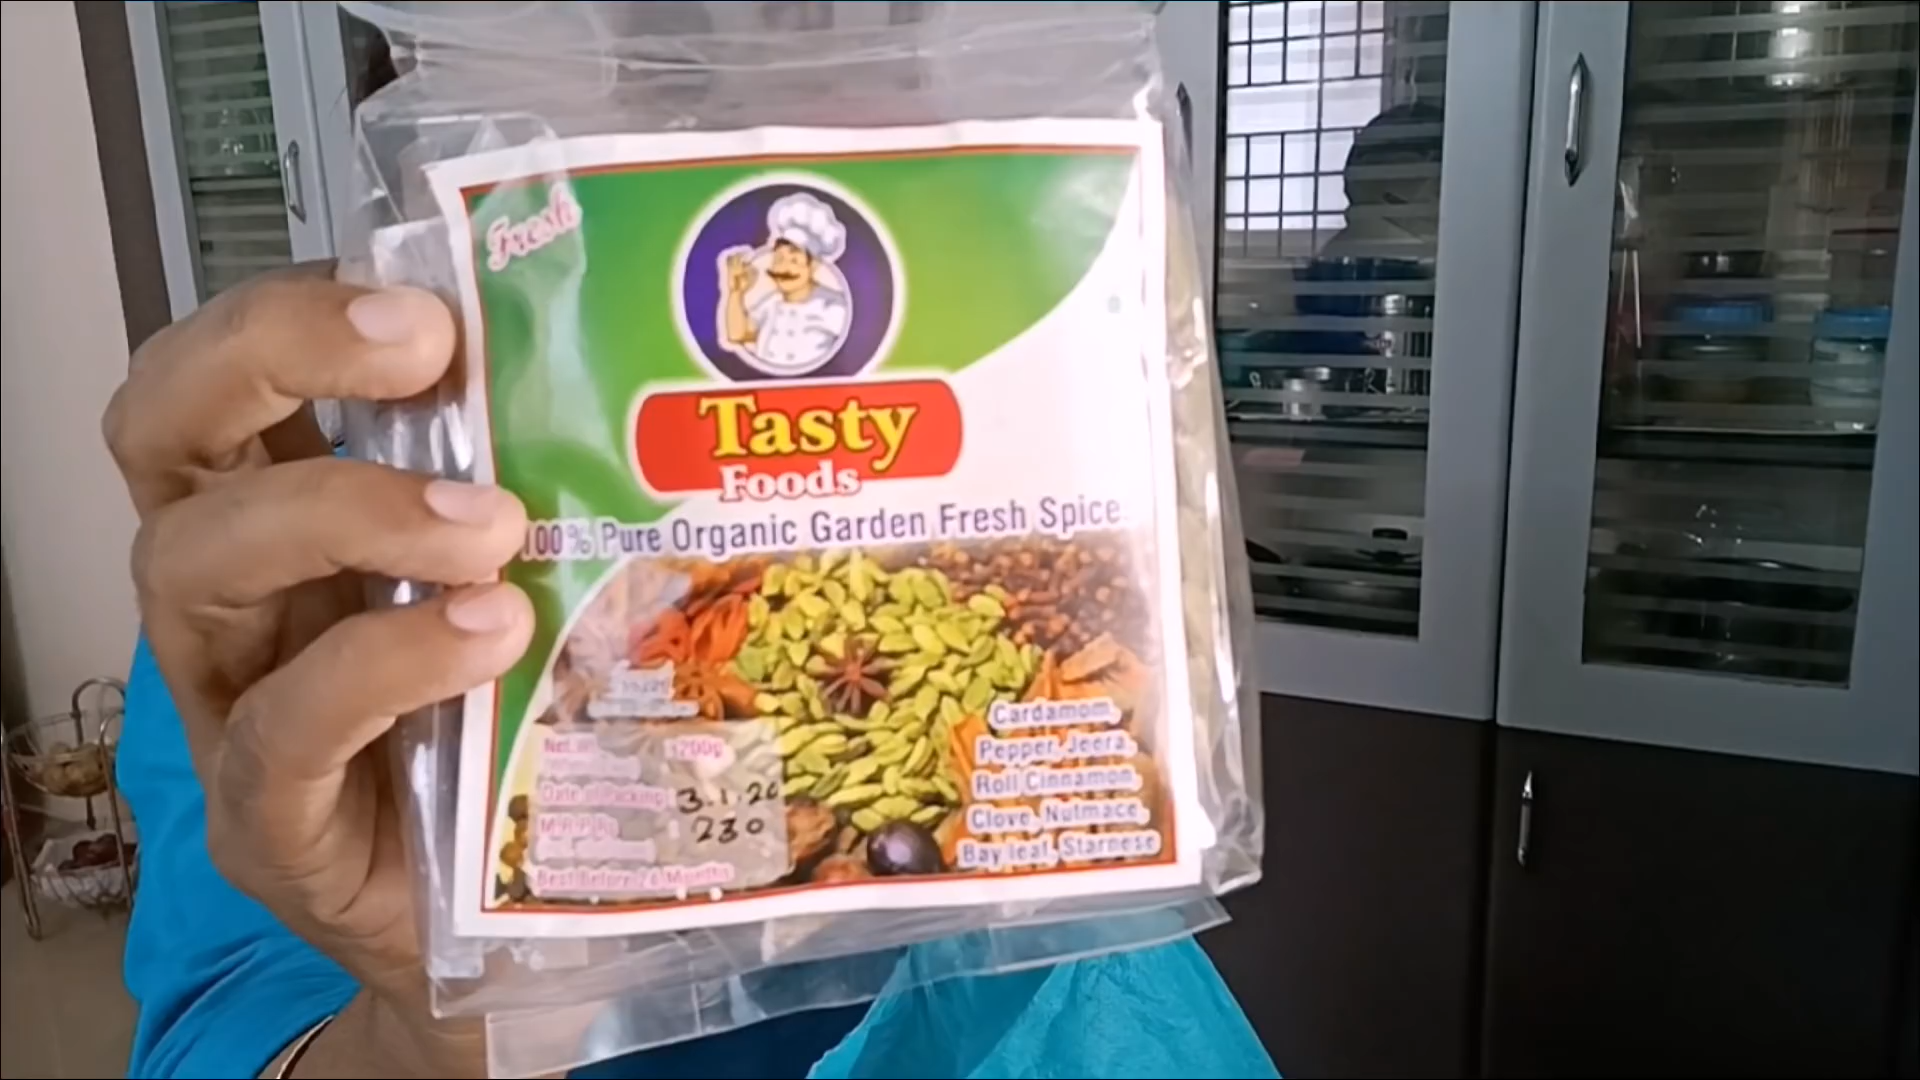 Fresh
Tasty
Foods
100% Pure Organic Garden Fresh Spice
Cardamom,
Pepper, Jeera,
Roll Cinnamon,
Clove, Nutmace,
Bay leaf, Starnese
Net 200g
Date of Packing 3.1.20
M.R.P Rs 230
Best Before 24 Months